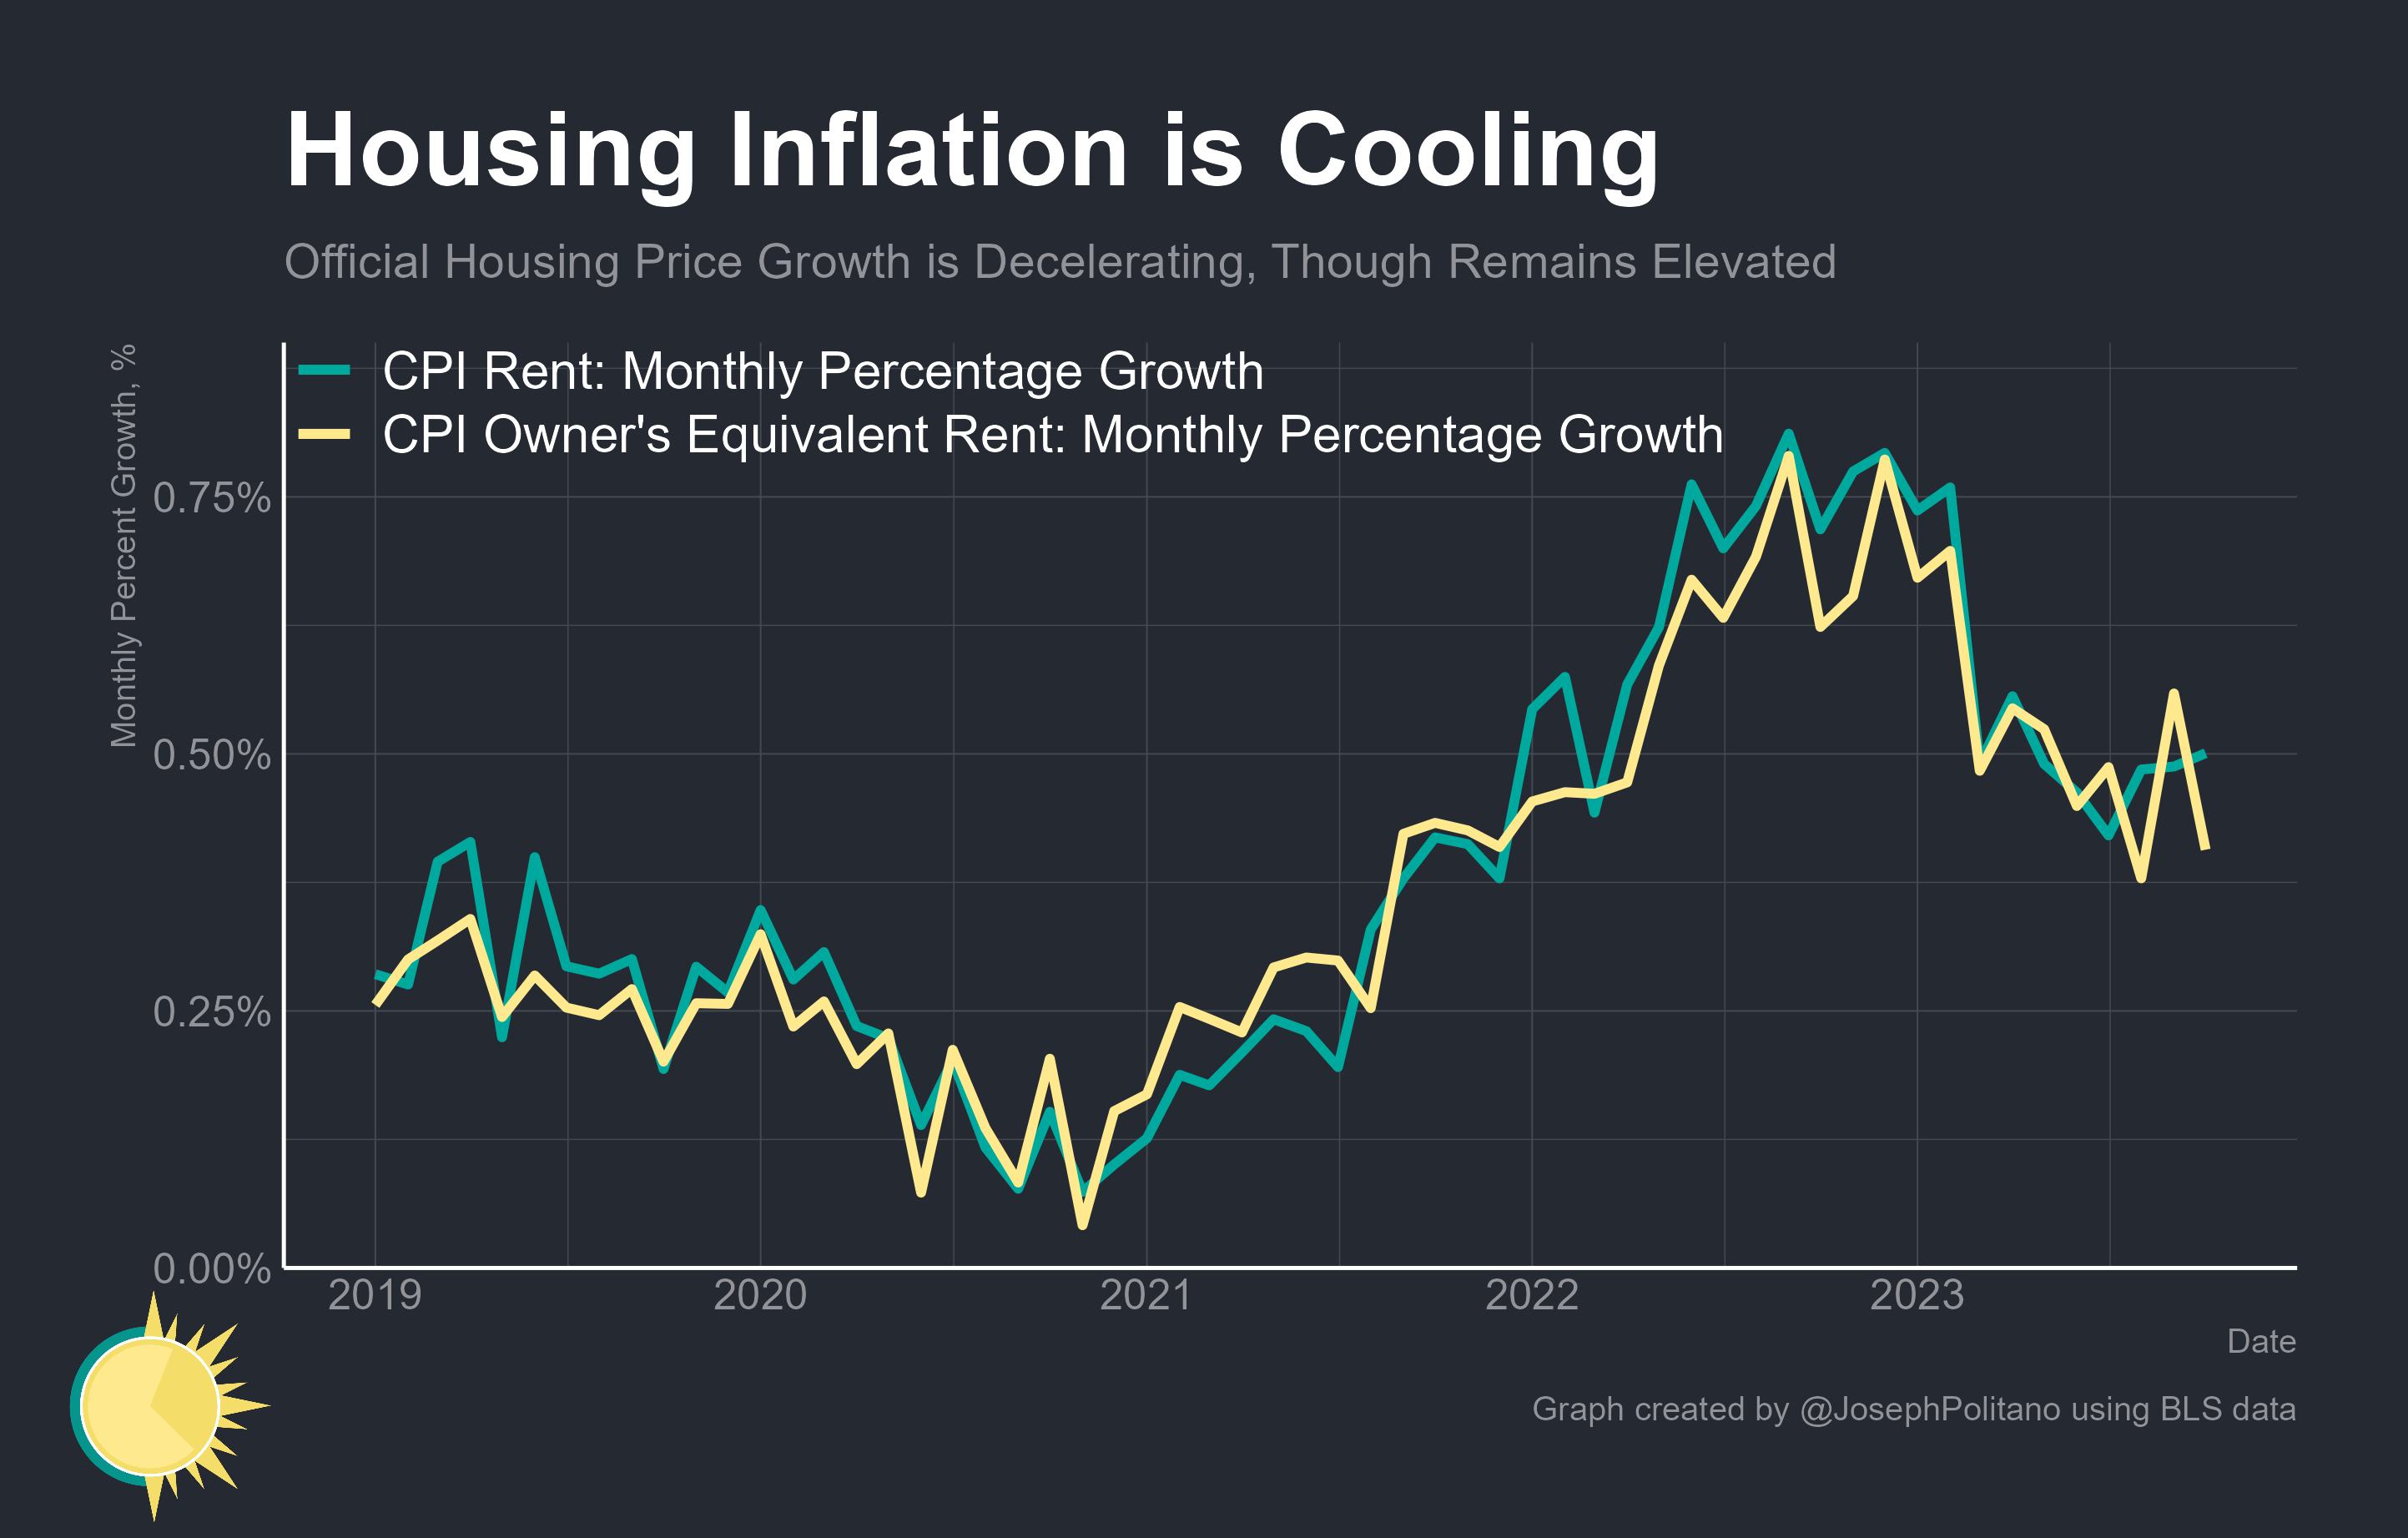 Housing Inflation is Cooling
Official Housing Price Growth is Decelerating, Though Remains Elevated
Monthly Percent Growth, %
CPI Rent: Monthly Percentage Growth
CPI Owner's Equivalent Rent: Monthly Percentage Growth
0.75%
0.50%
0.25%
0.00%
2019 2020 2021 2022 2023
Date
Graph created by @JosephPolitano using BLS data